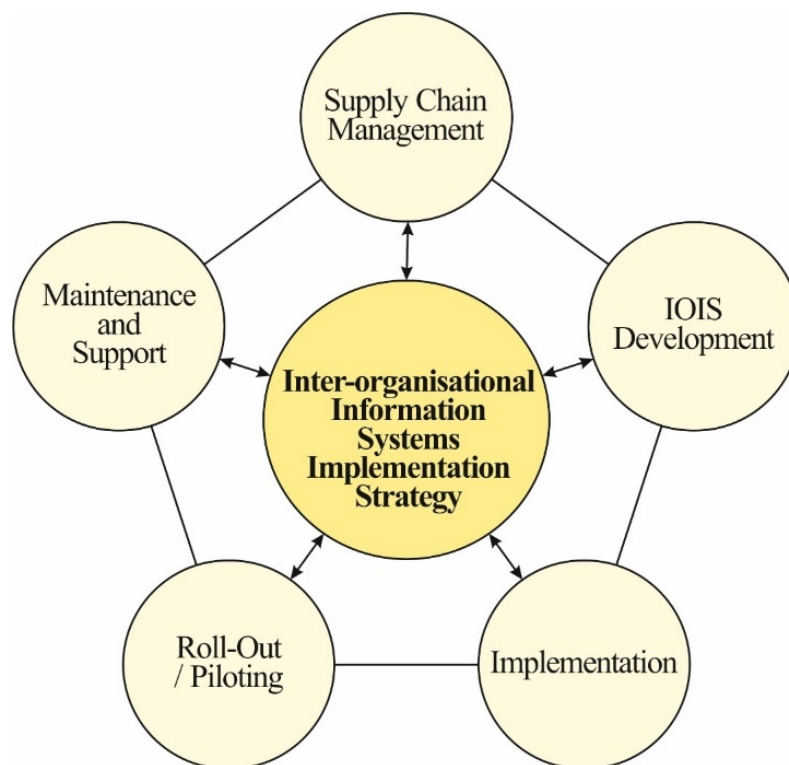 Supply Chain
Management
IOIS
Development
Maintenance
and
Support
Inter-organisational
Information
Systems
Implementation
Strategy
Roll-Out
/ Piloting
Implementation